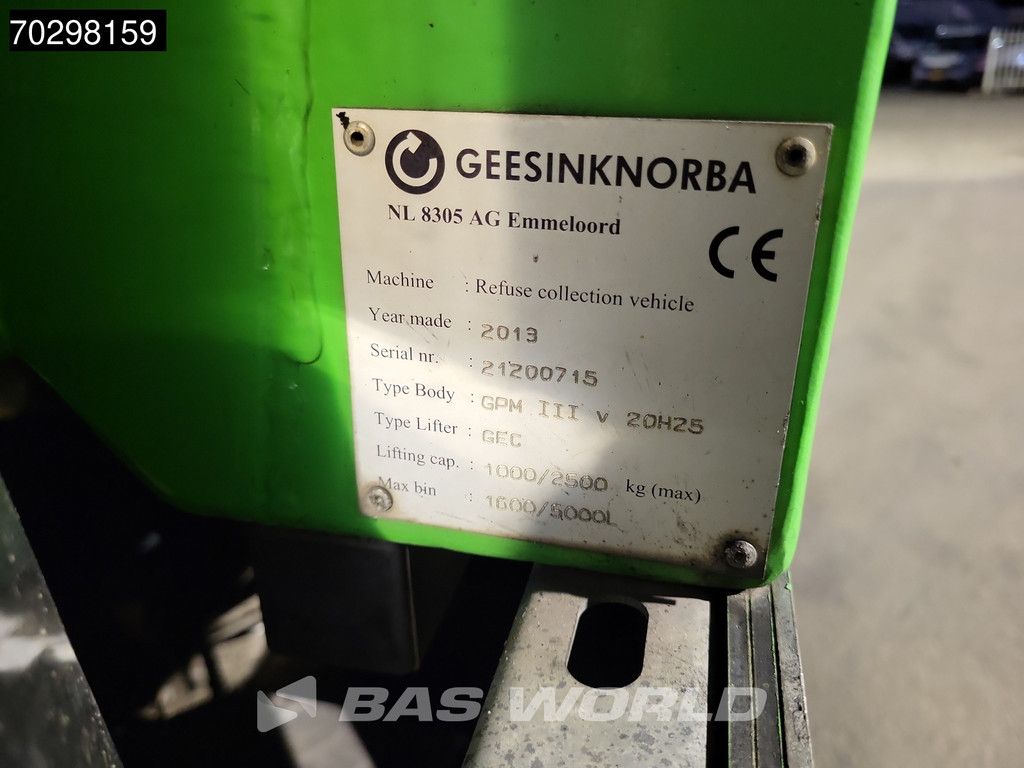 70298159
GEESINKNORBA
NL 8305 AG Emmeloord
CE
Machine : Refuse collection vehicle
Year made : 2013
Serial nr. : 21200715
Type Body : GPM III v 20H25
Type Lifter : GEC
Lifting cap. : 1000/2500 kg (max)
Max bin : 1600/5000L
BAS WORLD